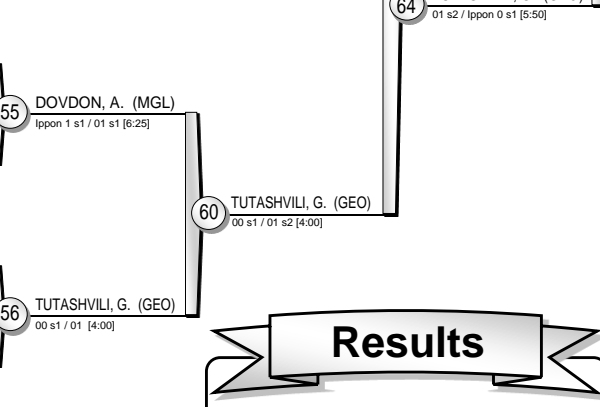 64
01 s2 / Ippon 0 s1 [5:50]
55
DOVDON, A. (MGL)
Ippon 1 s1 / 01 s1 [6:25]
60
TUTASHVILI, G. (GEO)
00 s1 / 01 s2 [4:00]
56
TUTASHVILI, G. (GEO)
00 s1 / 01 [4:00]
Results